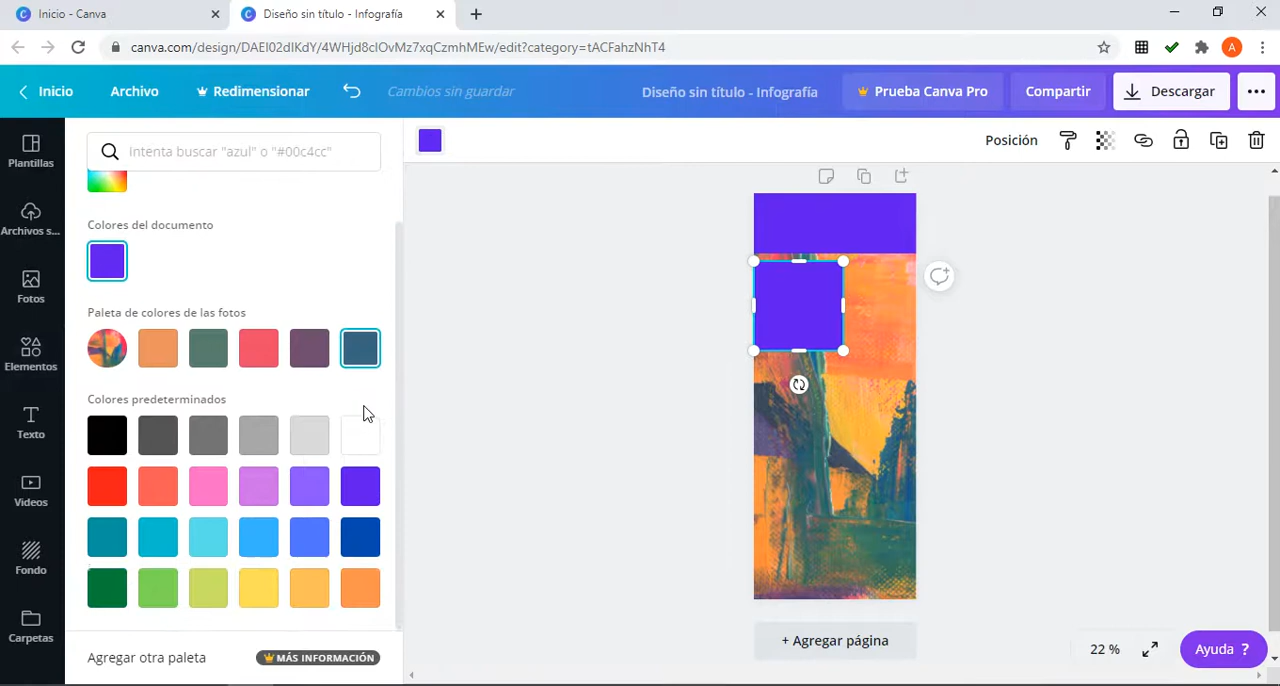 Inicio - Canva
Diseño sin título - Infografía
canva.com/design/DAEI02dIKdY/4WHjd8cIOvMz7xqCzmhMEw/edit?category=tACFahzNhT4
A
Inicio
Archivo
Redimensionar
Cambios sin guardar
Diseño sin título - Infografía
Prueba Canva Pro
Compartir
Descargar
Plantillas
Archivos s...
Fotos
Elementos
Texto
Videos
Fondo
Carpetas
Intenta buscar "azul" o "#00c4cc"
Colores del documento
Paleta de colores de las fotos
Colores predeterminados
Agregar otra paleta
MÁS INFORMACIÓN
Posición
+ Agregar página
22 %
Ayuda ?